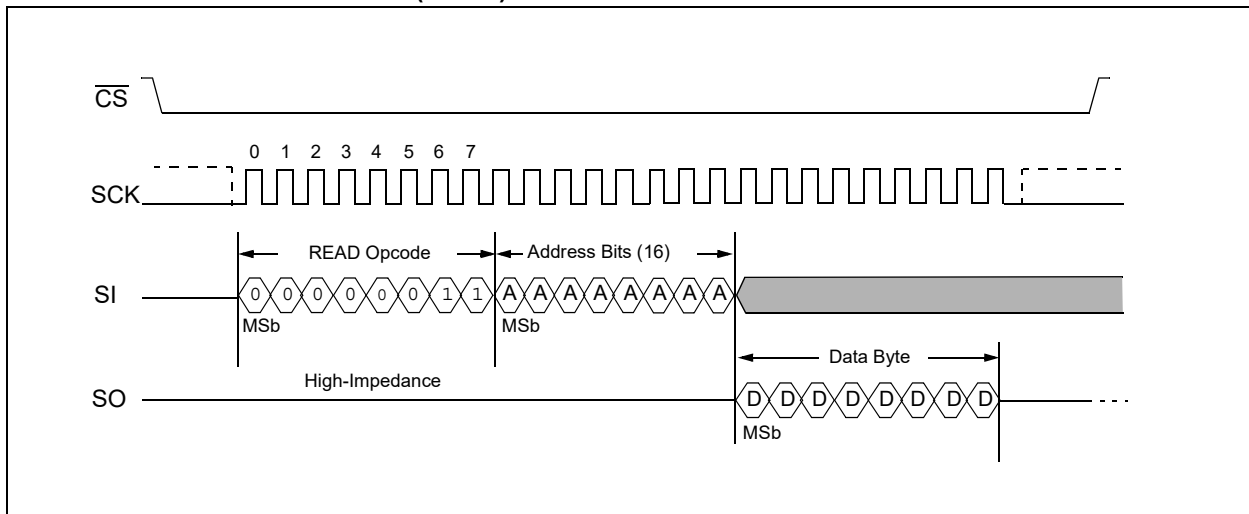 CS
0 1 2 3 4 5 6 7
SCK
READ Opcode Address Bits (16)
SI 0 0 0 0 0 0 1 1 A A A A A A A A
MSb MSb
Data Byte
High-Impedance
SO D D D D D D D D
MSb